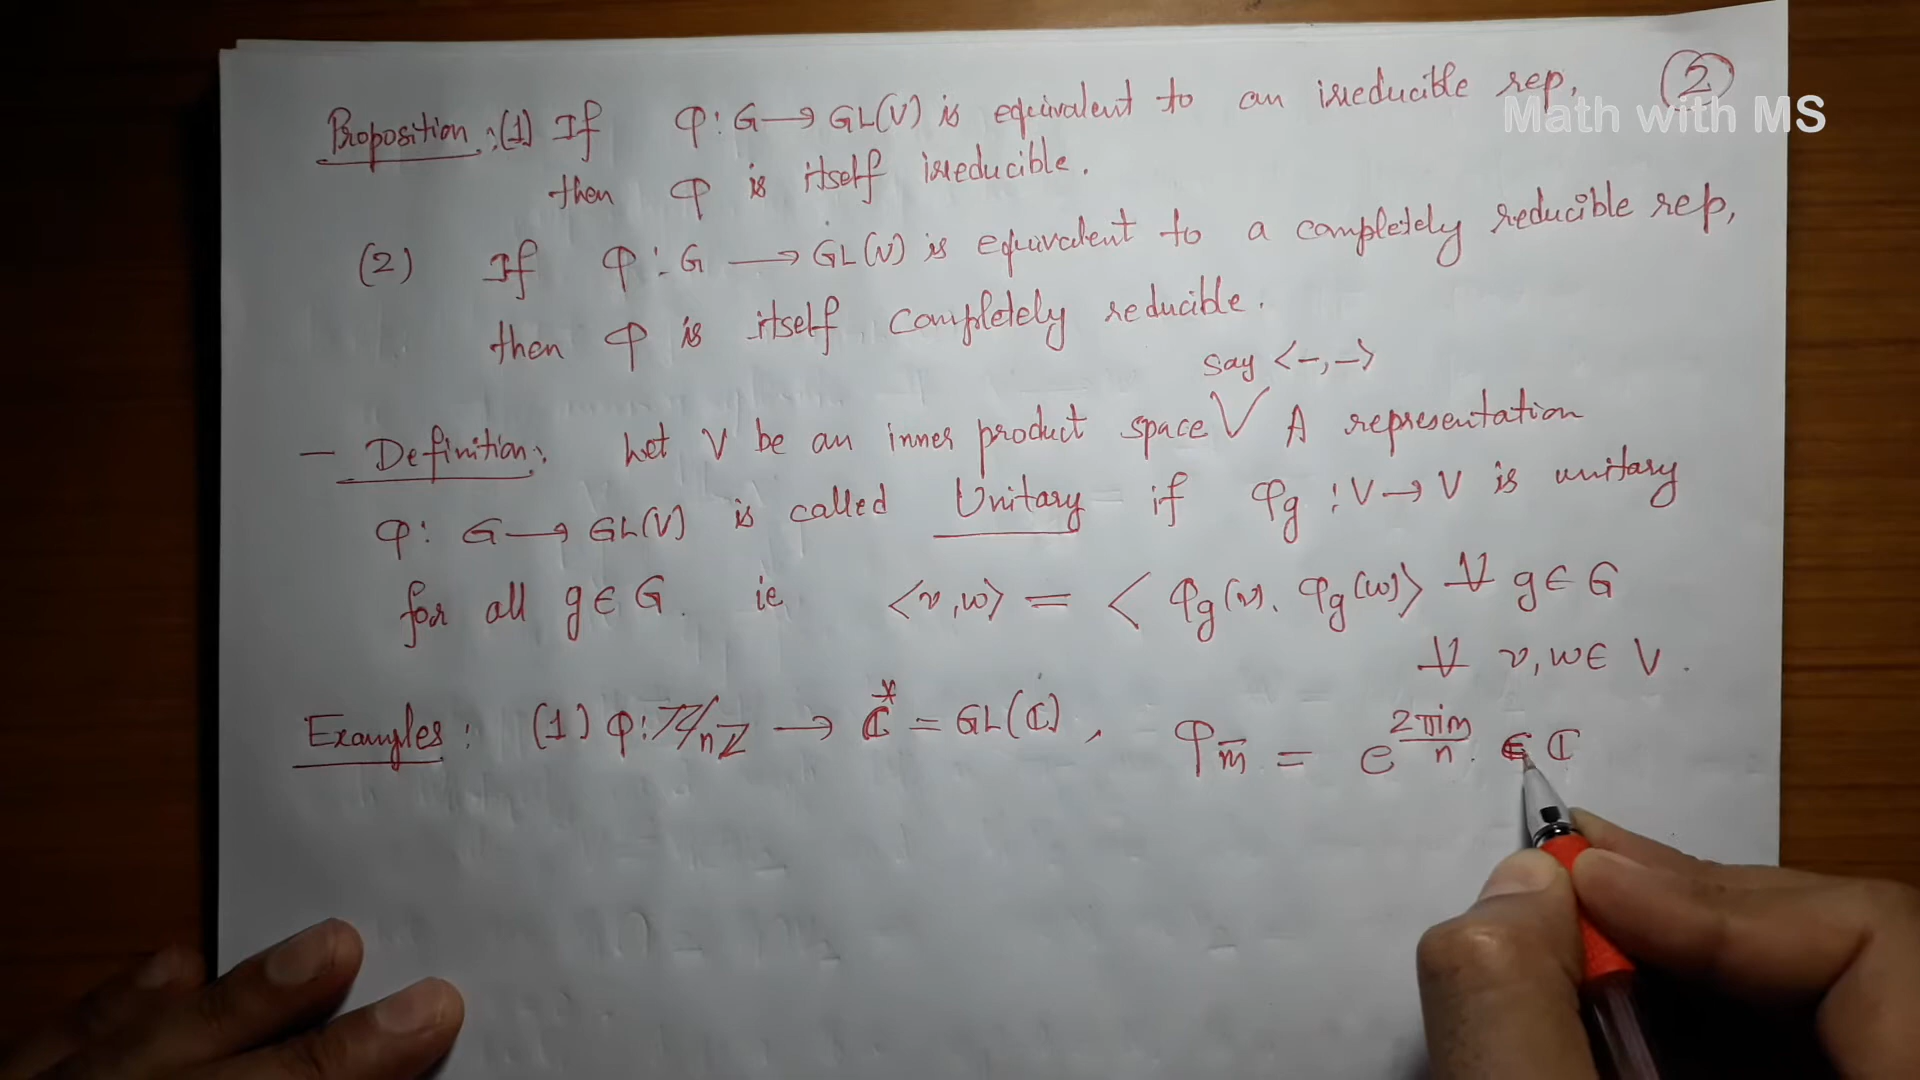 Proposition :(1) If φ: G → GL(V) is equivalent to an irreducible rep, (2)
Math with MS
then φ is itself irreducible.
(2) If φ: G → GL(V) is equivalent to a completely reducible rep,
then φ is itself completely reducible.
say <-,->
- Definition: Let V be an inner product space V A representation
φ: G → GL(V) is called Unitary if φg : V → V is unitary
for all g ∈ G. ie <v,w> = < φg(v), φg(w)> ∀ g ∈ G
∀ v, w ∈ V.
Examples: (1) φ: ℤ/nℤ → ℂ* = GL(ℂ), φm̄ = e^(2πim/n) ∈ ℂ